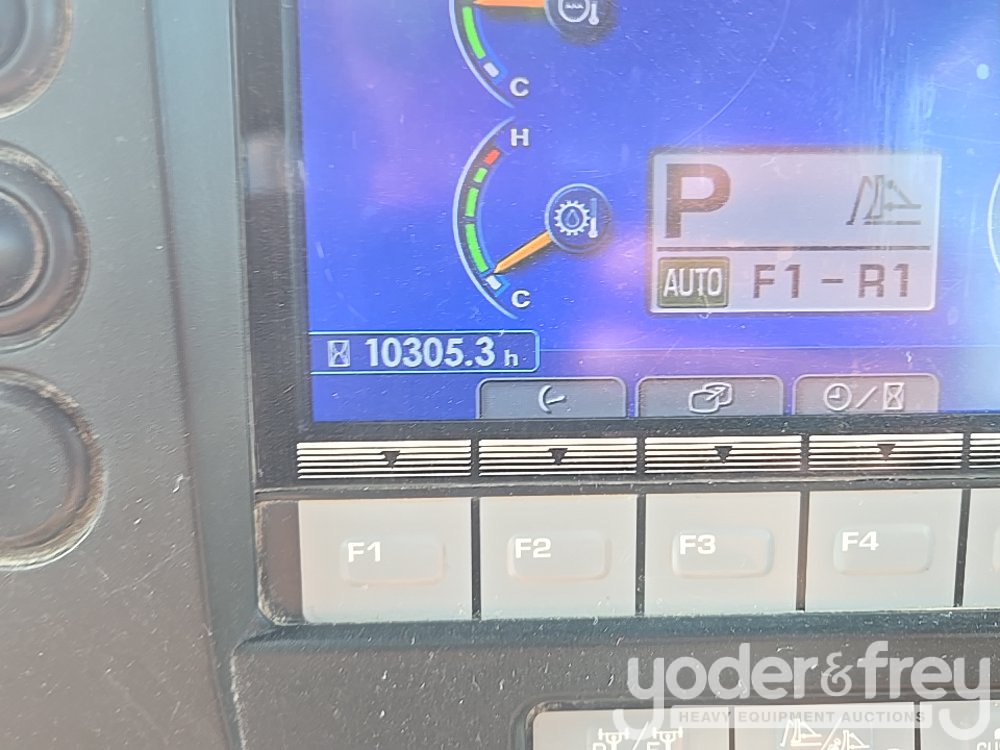 C
H
P
C
AUTO F1 - R1
10305.3 h
F1 F2 F3 F4
yoder&frey
HEAVY EQUIPMENT AUCTIONS